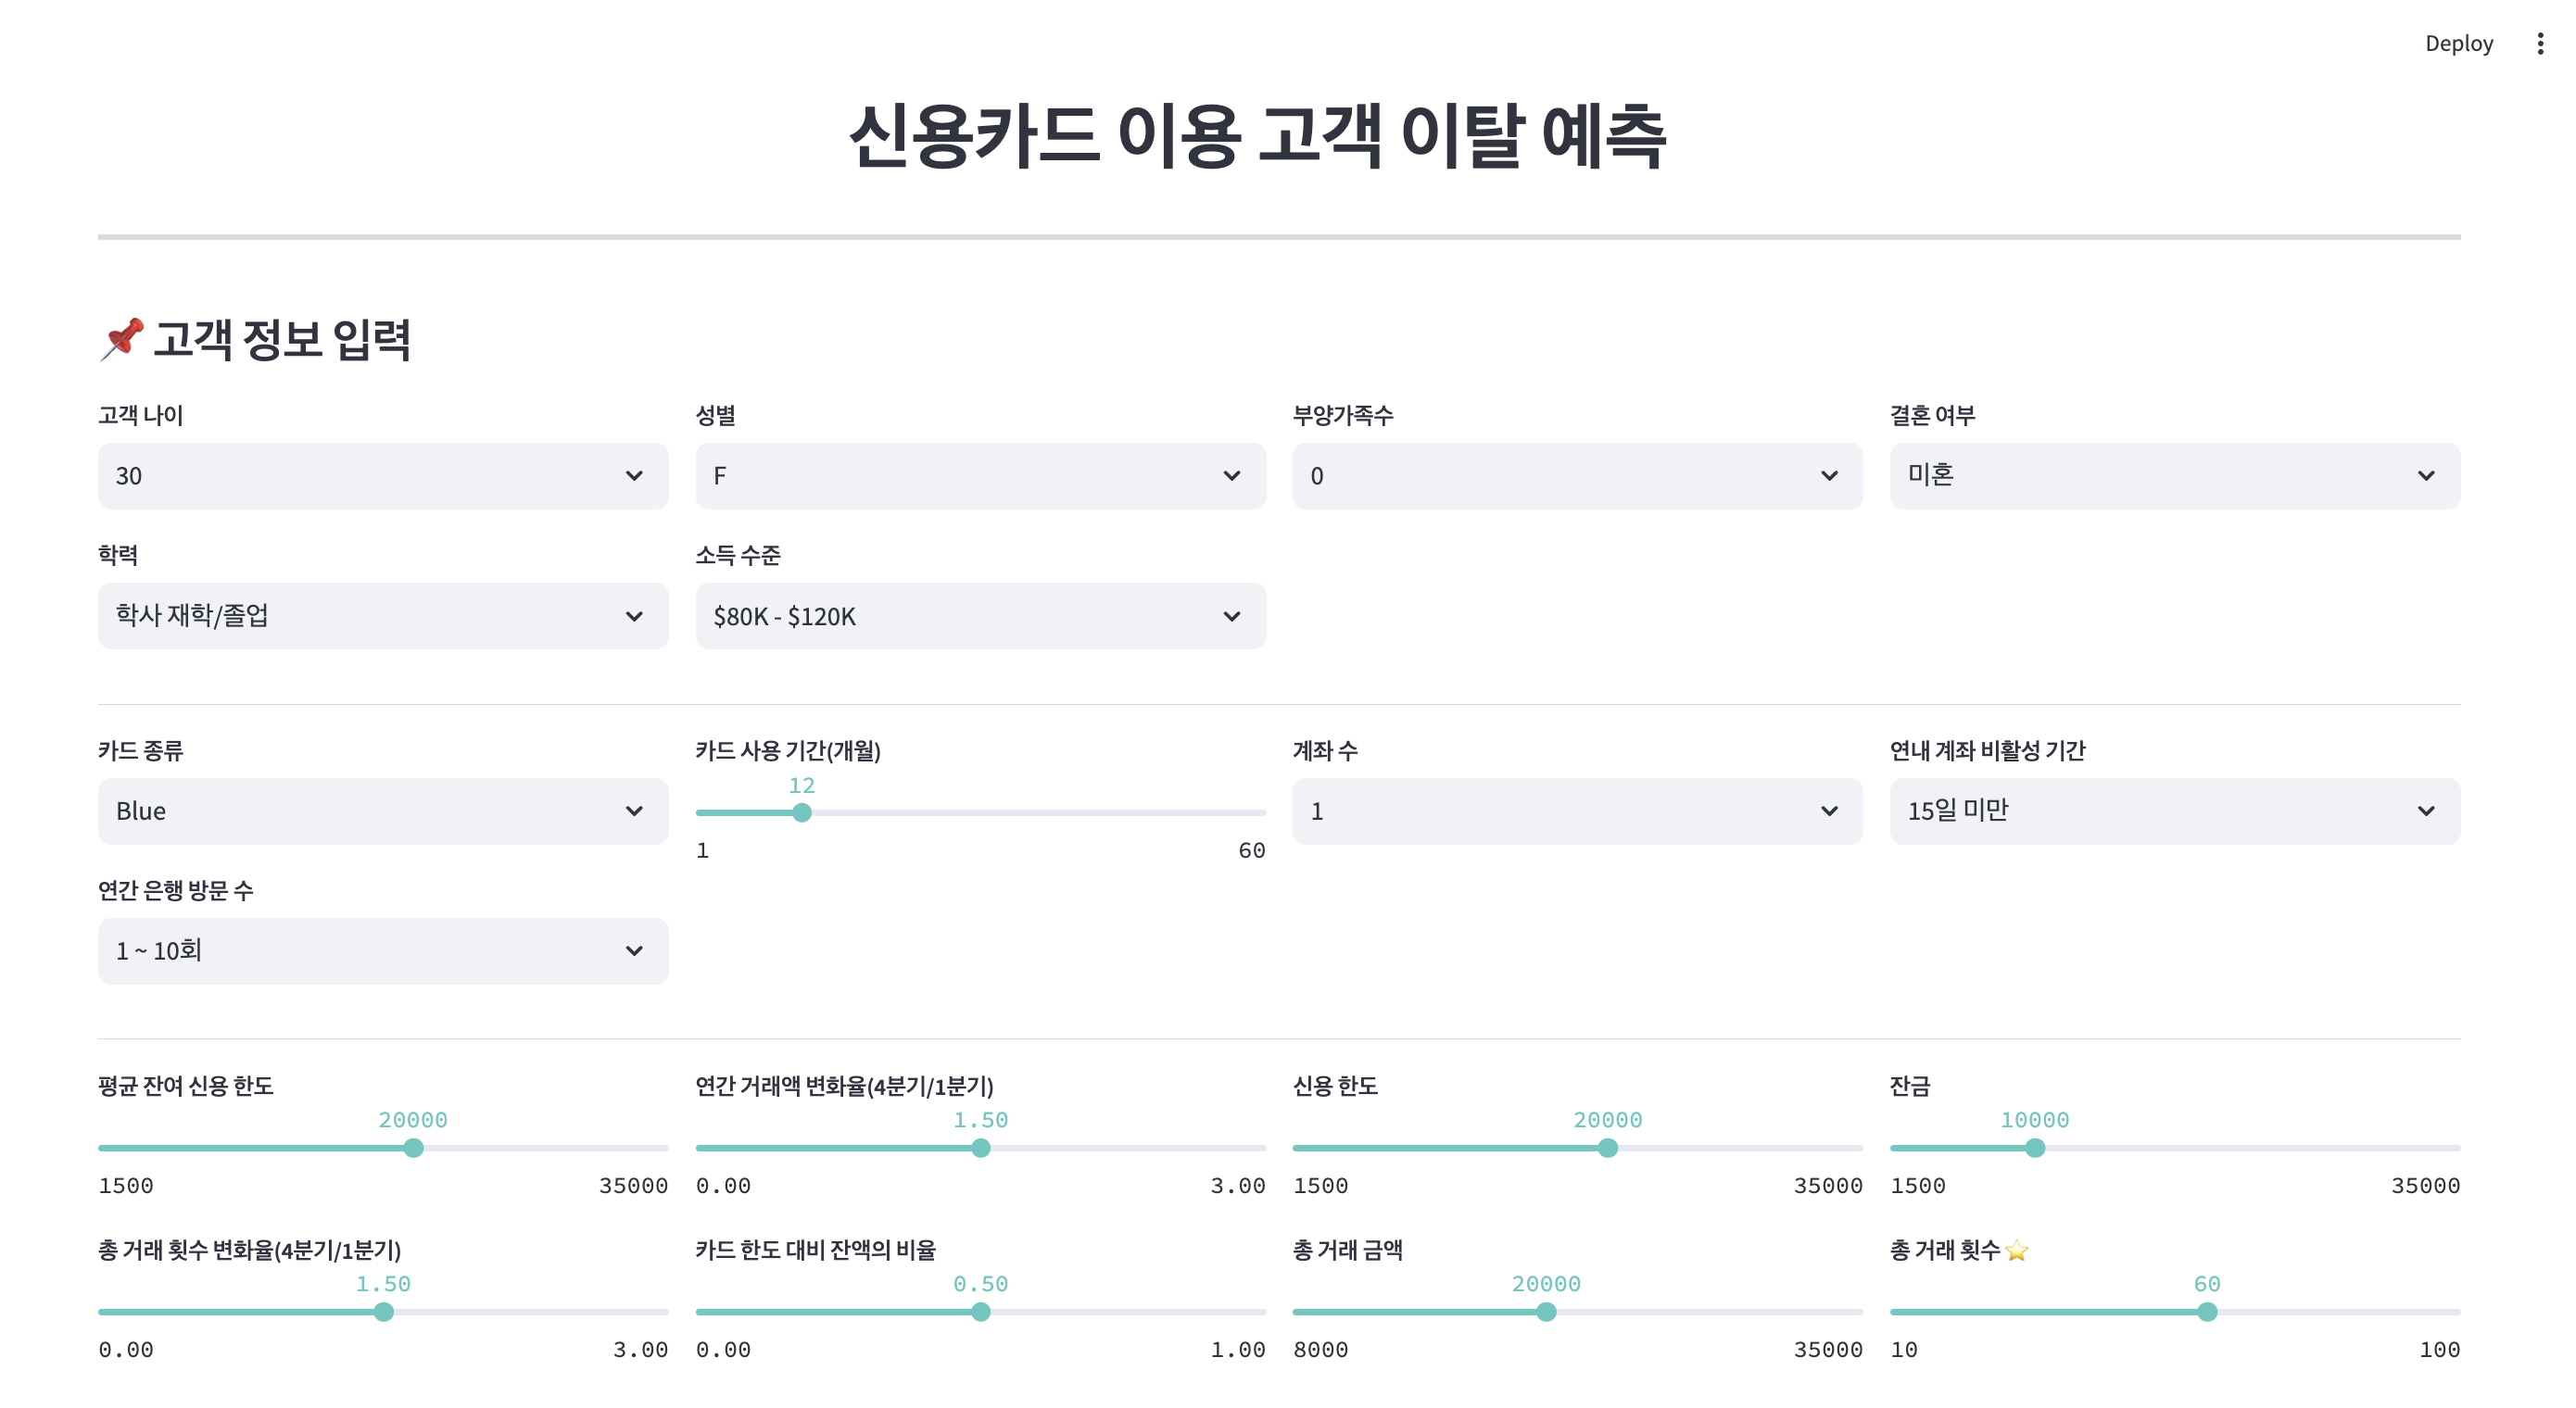 Deploy
신용카드 이용 고객 이탈 예측
📌 고객 정보 입력
고객 나이 성별 부양가족수 결혼 여부
30 F 0 미혼
학력 소득 수준
학사 재학/졸업 $80K - $120K
카드 종류 카드 사용 기간(개월) 계좌 수 연내 계좌 비활성 기간
12
Blue 1 15일 미만
1 60
연간 은행 방문 수
1 ~ 10회
평균 잔여 신용 한도 연간 거래액 변화율(4분기/1분기) 신용 한도 잔금
20000 1.50 20000 10000
1500 35000 0.00 3.00 1500 35000 1500 35000
총 거래 횟수 변화율(4분기/1분기) 카드 한도 대비 잔액의 비율 총 거래 금액 총 거래 횟수⭐
1.50 0.50 20000 60
0.00 3.00 0.00 1.00 8000 35000 10 100